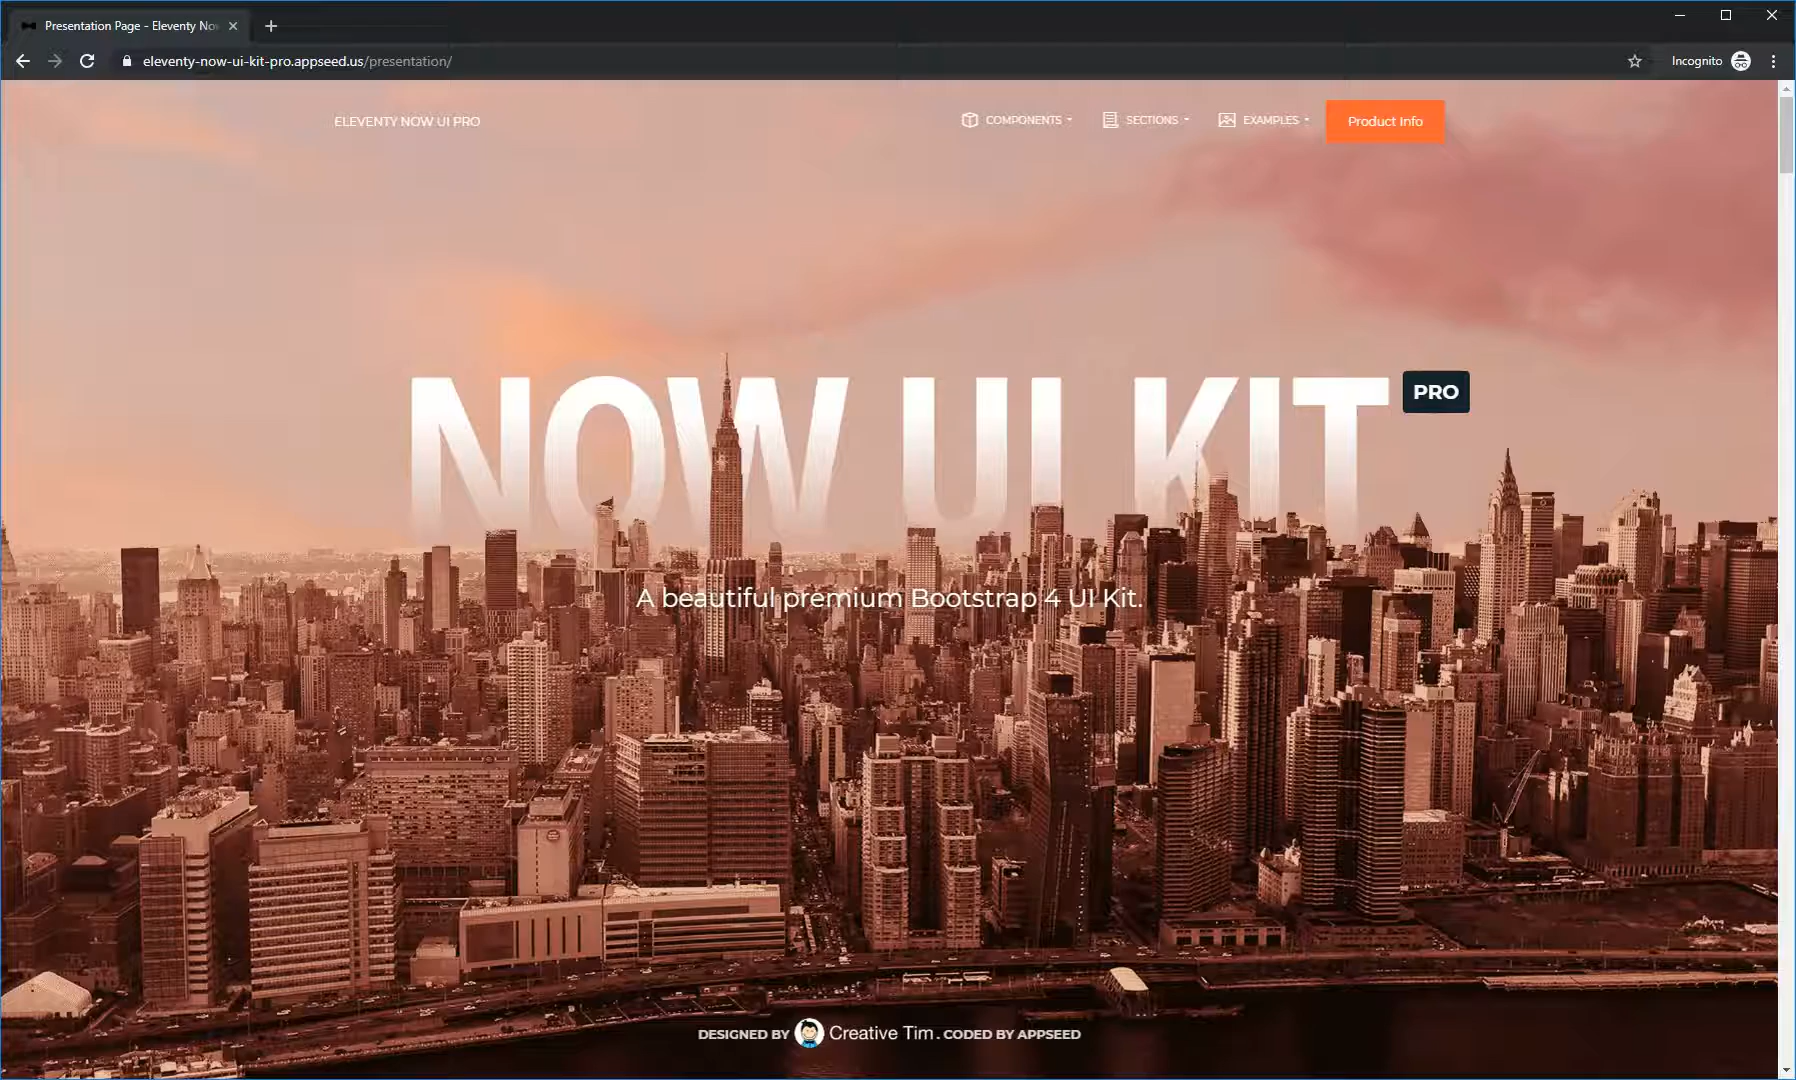 Presentation Page - Eleventy Now
eleventy-now-ui-kit-pro.appseed.us/presentation/
Incognito
ELEVENTY NOW UI PRO
COMPONENTS
SECTIONS
EXAMPLES
Product Info
NOW UI KIT
PRO
A beautiful premium Bootstrap 4 UI Kit.
DESIGNED BY Creative Tim. CODED BY APPSEED